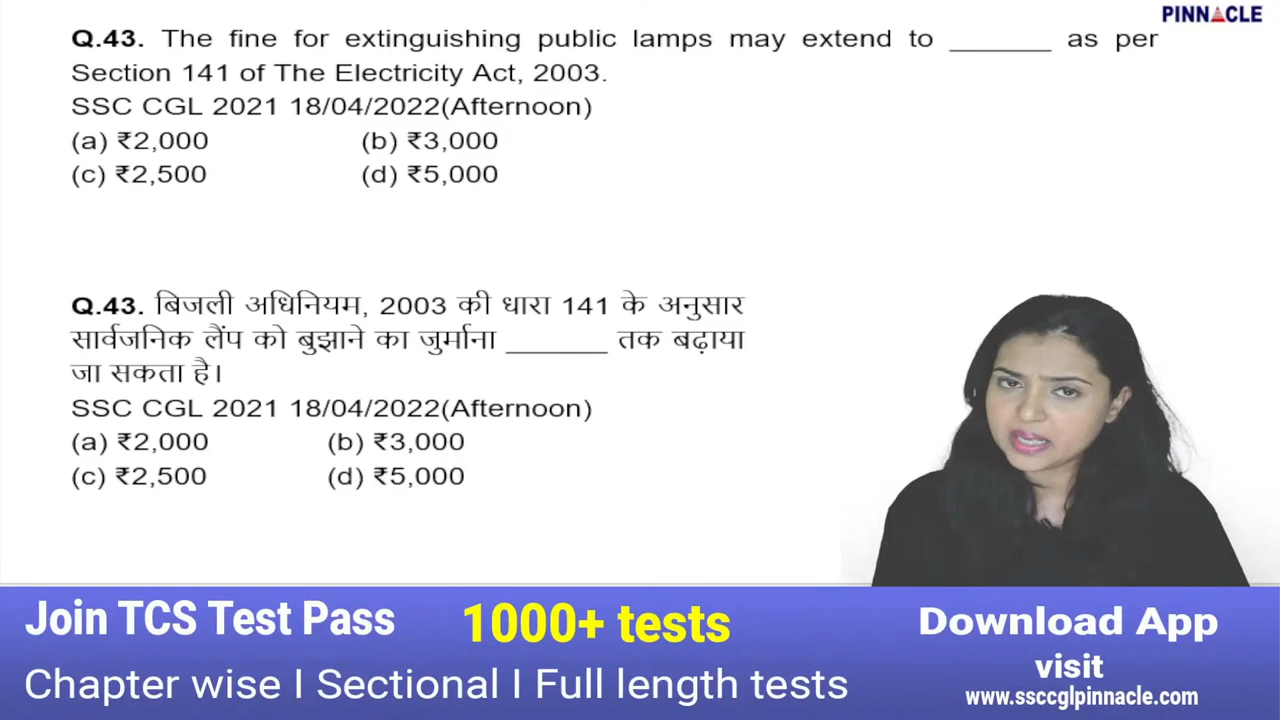 PINNACLE
Q.43. The fine for extinguishing public lamps may extend to _______ as per
Section 141 of The Electricity Act, 2003.
SSC CGL 2021 18/04/2022(Afternoon)
(a) ₹2,000 (b) ₹3,000
(c) ₹2,500 (d) ₹5,000
Q.43. बिजली अधिनियम, 2003 की धारा 141 के अनुसार
सार्वजनिक लैंप को बुझाने का जुर्माना _______ तक बढ़ाया
जा सकता है।
SSC CGL 2021 18/04/2022(Afternoon)
(a) ₹2,000 (b) ₹3,000
(c) ₹2,500 (d) ₹5,000
Join TCS Test Pass 1000+ tests
Chapter wise I Sectional I Full length tests
Download App
visit
www.ssccglpinnacle.com